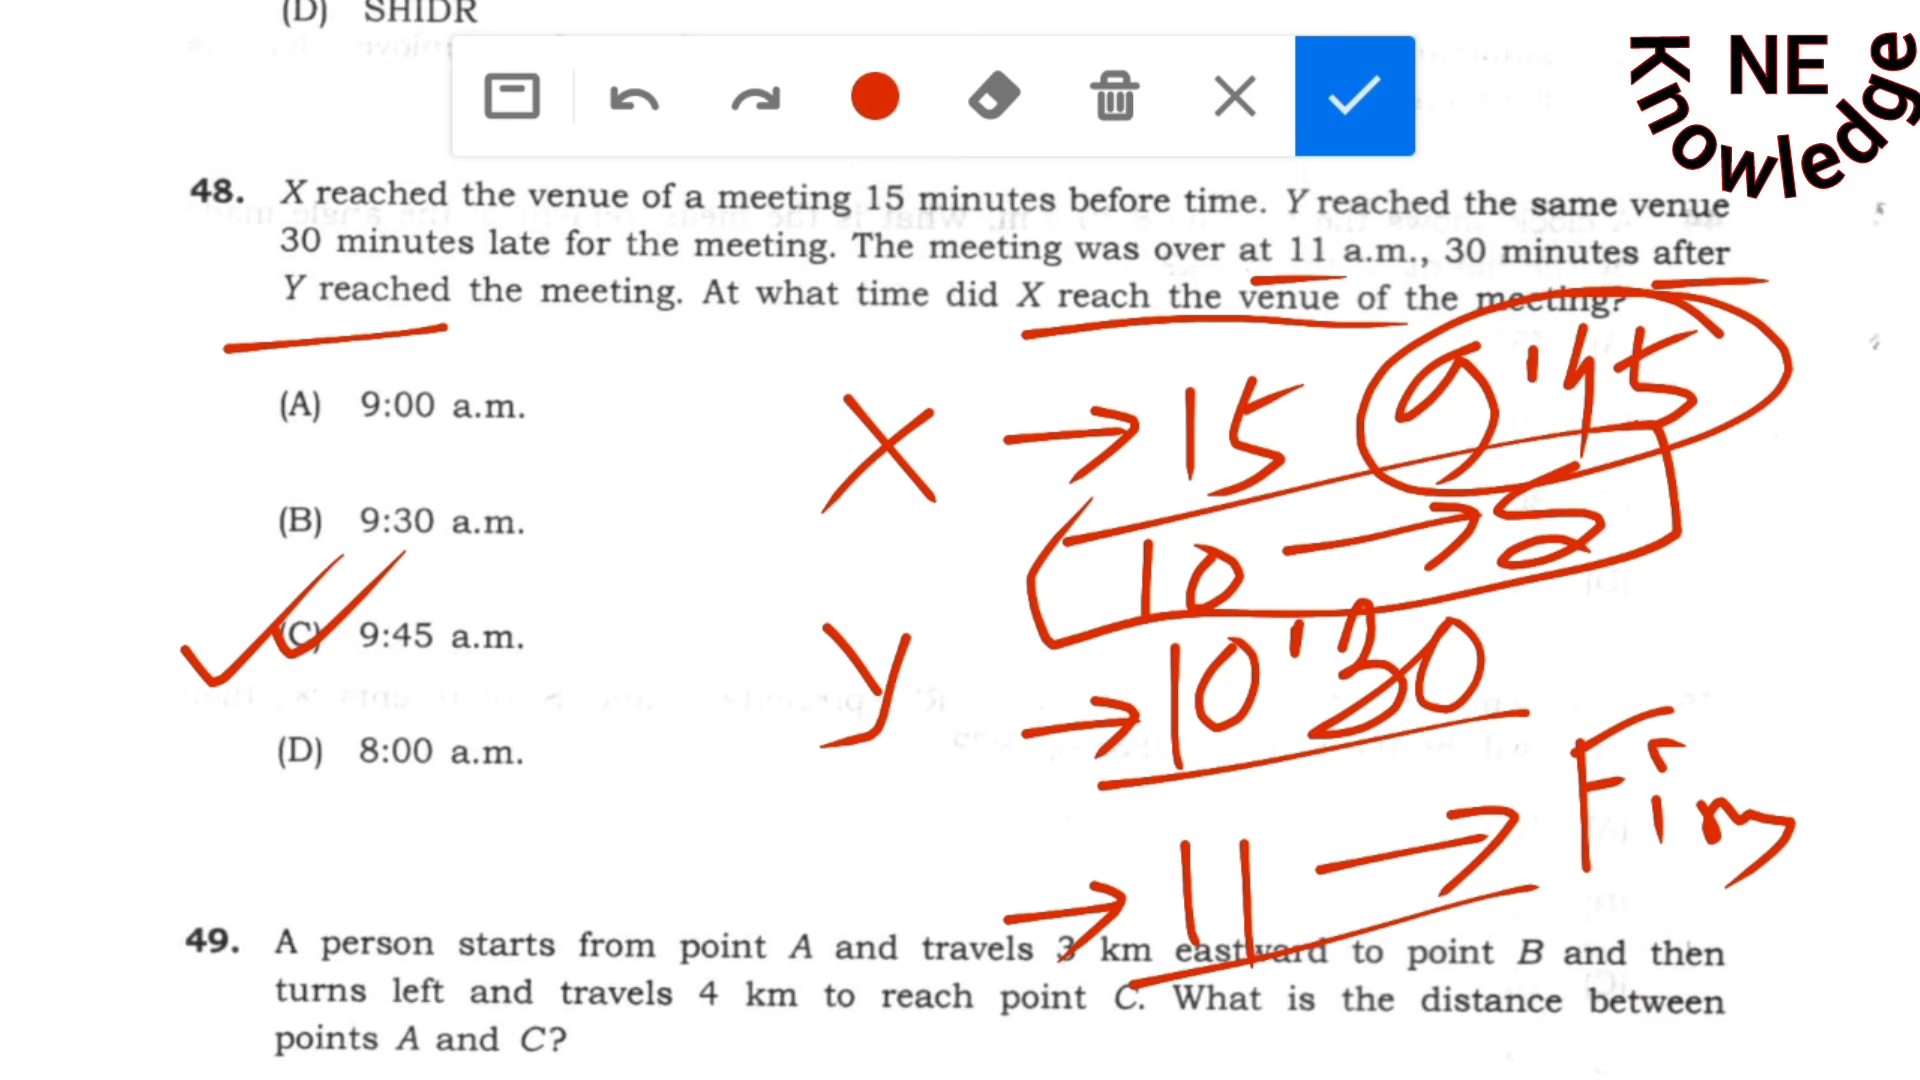 (D) SHIDR
NE
Knowledge
48. X reached the venue of a meeting 15 minutes before time. Y reached the same venue
30 minutes late for the meeting. The meeting was over at 11 a.m., 30 minutes after
Y reached the meeting. At what time did X reach the venue of the meeting?
9'45
(A) 9:00 a.m.
X → 15
(B) 9:30 a.m.
10 → S
(C) 9:45 a.m.
Y → 10'30
(D) 8:00 a.m.
→ 11 →
49. A person starts from point A and travels 3 km eastward to point B and then
turns left and travels 4 km to reach point C. What is the distance between
points A and C?